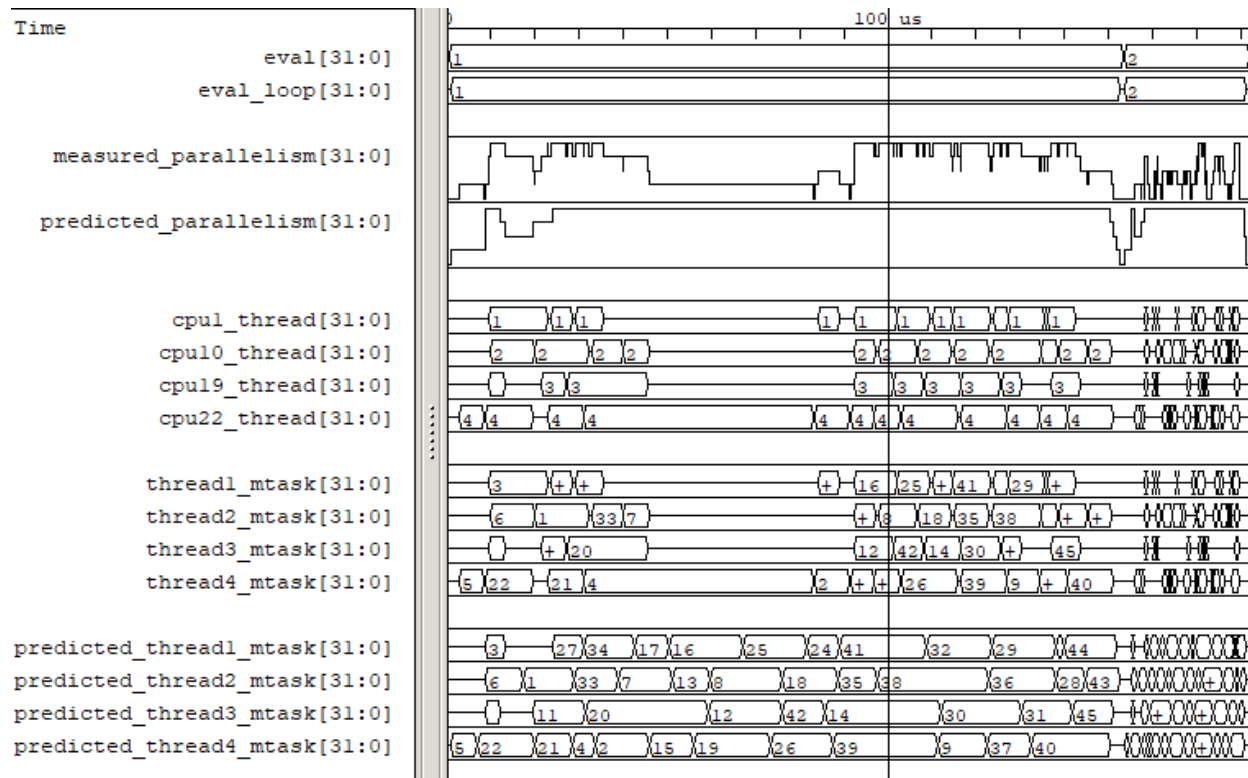 Time 0 100 us
eval[31:0] 1 2
eval_loop[31:0] 1 2
measured_parallelism[31:0]
predicted_parallelism[31:0]
cpu1_thread[31:0] 1 1 1 1 1 1 1 1 1 1
cpu10_thread[31:0] 2 2 2 2 2 2 2 2 2 2 2
cpu19_thread[31:0] 3 3 3 3 3 3 3 3
cpu22_thread[31:0] 4 4 4 4 4 4 4 4 4 4 4 4
thread1_mtask[31:0] 3 + + + 16 25 + 41 29 +
thread2_mtask[31:0] 6 1 33 7 + 8 18 35 38 + +
thread3_mtask[31:0] + 20 12 42 14 30 + 45
thread4_mtask[31:0] 5 22 21 4 2 + + 26 39 9 + 40
predicted_thread1_mtask[31:0] 3 27 34 17 16 25 24 41 32 29 44
predicted_thread2_mtask[31:0] 6 1 33 7 13 8 18 35 38 36 28 43 +
predicted_thread3_mtask[31:0] 11 20 12 42 14 30 31 45 + +
predicted_thread4_mtask[31:0] 5 22 21 4 2 15 19 26 39 9 37 40 +